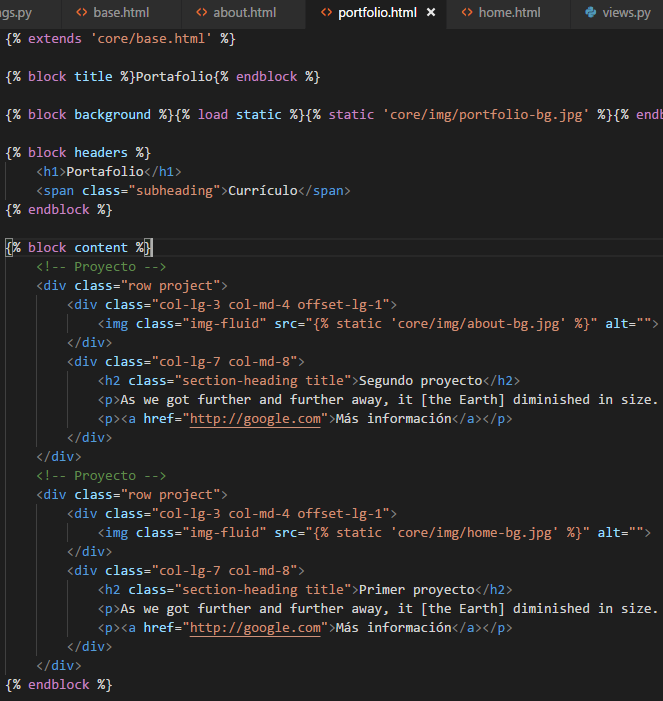 gs.py <> base.html <> about.html <> portfolio.html × <> home.html views.py
{% extends 'core/base.html' %}
{% block title %}Portafolio{% endblock %}
{% block background %}{% load static %}{% static 'core/img/portfolio-bg.jpg' %}{% endb
{% block headers %}
<h1>Portafolio</h1>
<span class="subheading">Currículo</span>
{% endblock %}
{% block content %}
<!-- Proyecto -->
<div class="row project">
<div class="col-lg-3 col-md-4 offset-lg-1">
<img class="img-fluid" src="{% static 'core/img/about-bg.jpg' %}" alt="">
</div>
<div class="col-lg-7 col-md-8">
<h2 class="section-heading title">Segundo proyecto</h2>
<p>As we got further and further away, it [the Earth] diminished in size.
<p><a href="http://google.com">Más información</a></p>
</div>
</div>
<!-- Proyecto -->
<div class="row project">
<div class="col-lg-3 col-md-4 offset-lg-1">
<img class="img-fluid" src="{% static 'core/img/home-bg.jpg' %}" alt="">
</div>
<div class="col-lg-7 col-md-8">
<h2 class="section-heading title">Primer proyecto</h2>
<p>As we got further and further away, it [the Earth] diminished in size.
<p><a href="http://google.com">Más información</a></p>
</div>
</div>
{% endblock %}